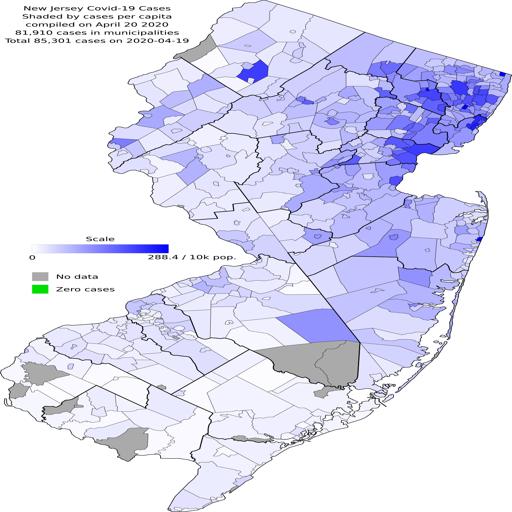 New Jersey Covid-19 Cases
Shaded by cases per capita
compiled on April 20 2020
81,910 cases in municipalities
Total 85,301 cases on 2020-04-19
Scale
0 288.4 / 10k pop.
No data
Zero cases